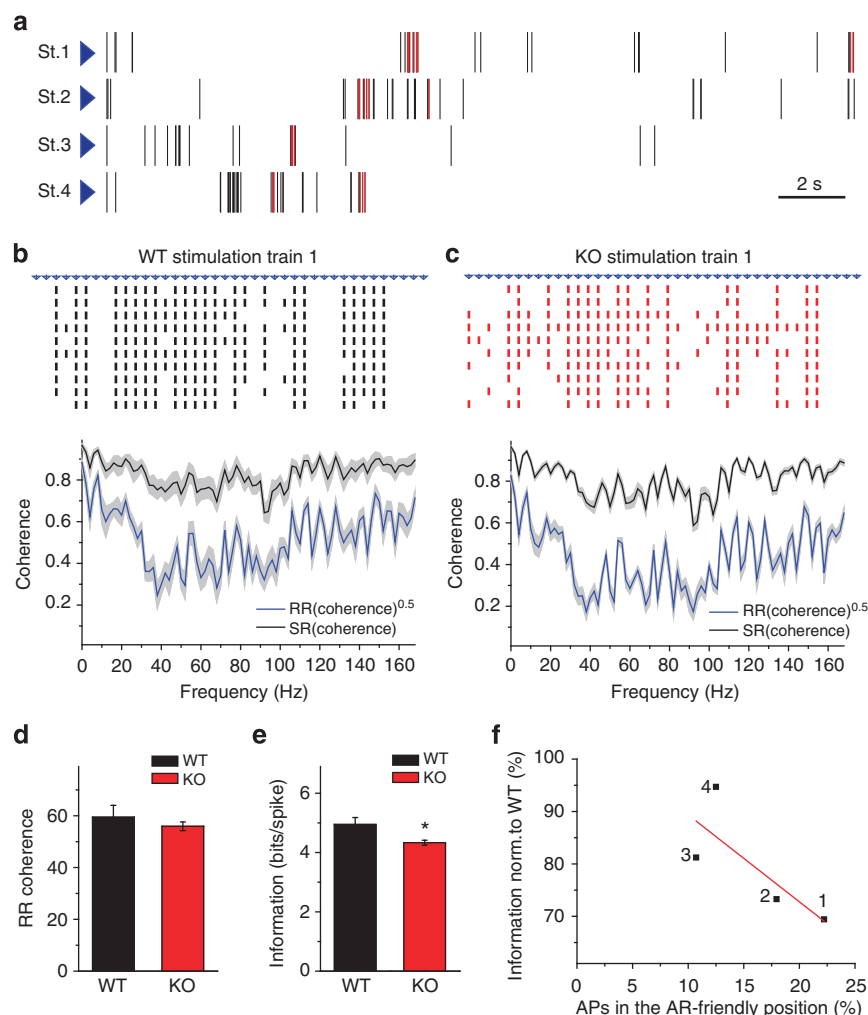 a
St.1
St.2
St.3
St.4
2 s
b
WT stimulation train 1
Coherence
0.8
0.6
0.4
0.2
RR(coherence)0.5
SR(coherence)
0 20 40 60 80 100 120 140 160
Frequency (Hz)
c
KO stimulation train 1
Coherence
0.8
0.6
0.4
0.2
RR(coherence)0.5
SR(coherence)
0 20 40 60 80 100 120 140 160
Frequency (Hz)
d
WT
KO
RR coherence
60
40
20
0
WT KO
e
WT
KO
Information (bits/spike)
6
4
2
0
*
WT KO
f
Information norm.to WT (%)
100
90
80
70
4
3
2
1
0 5 10 15 20 25
APs in the AR-friendly position (%)